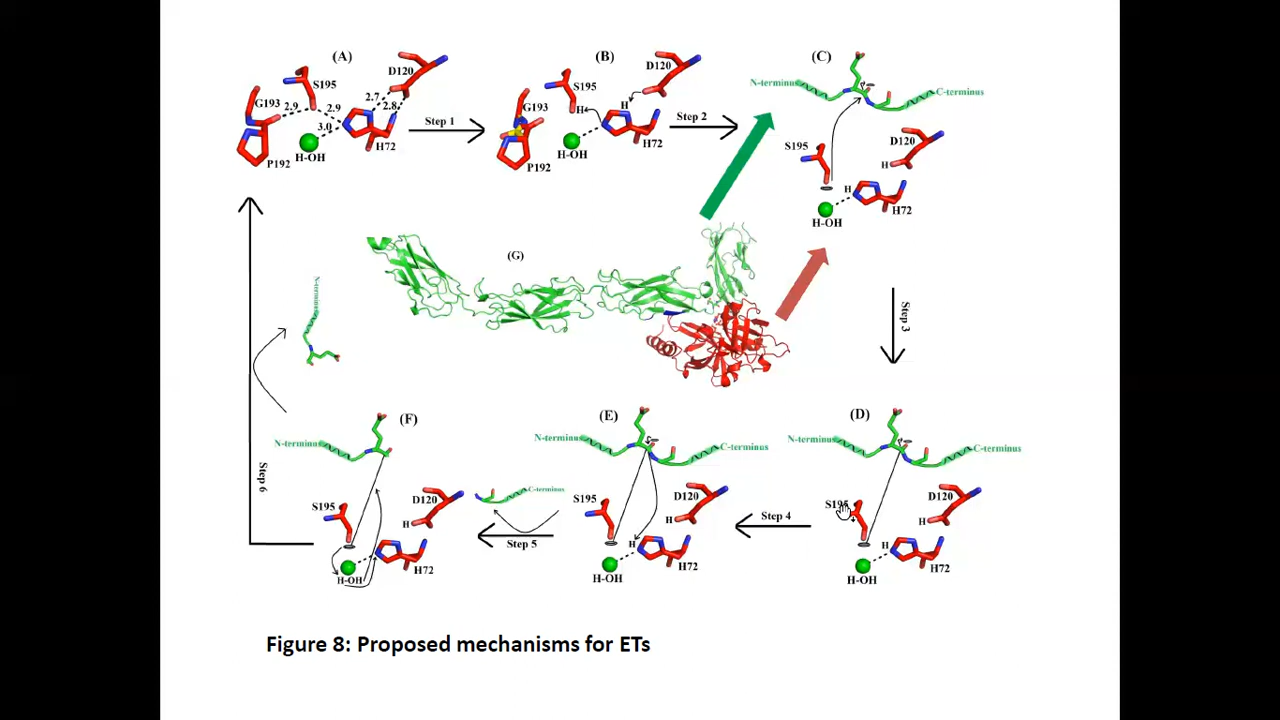 (A)
S195
D120
G193
2.9
2.9
2.7
2.8
3.0
H72
H-OH
P192
Step 1
(B)
S195
D120
G193
H
H
H72
H-OH
P192
Step 2
(C)
N-terminus
C-terminus
S195
D120
H
H
H72
H-OH
(G)
N-terminus
Step 3
(F)
N-terminus
S195
D120
H
H72
H-OH
Step 6
C-terminus
Step 5
(E)
N-terminus
C-terminus
S195
D120
H
H
H72
H-OH
Step 4
(D)
N-terminus
C-terminus
S195
D120
H
H
H72
H-OH
Figure 8: Proposed mechanisms for ETs